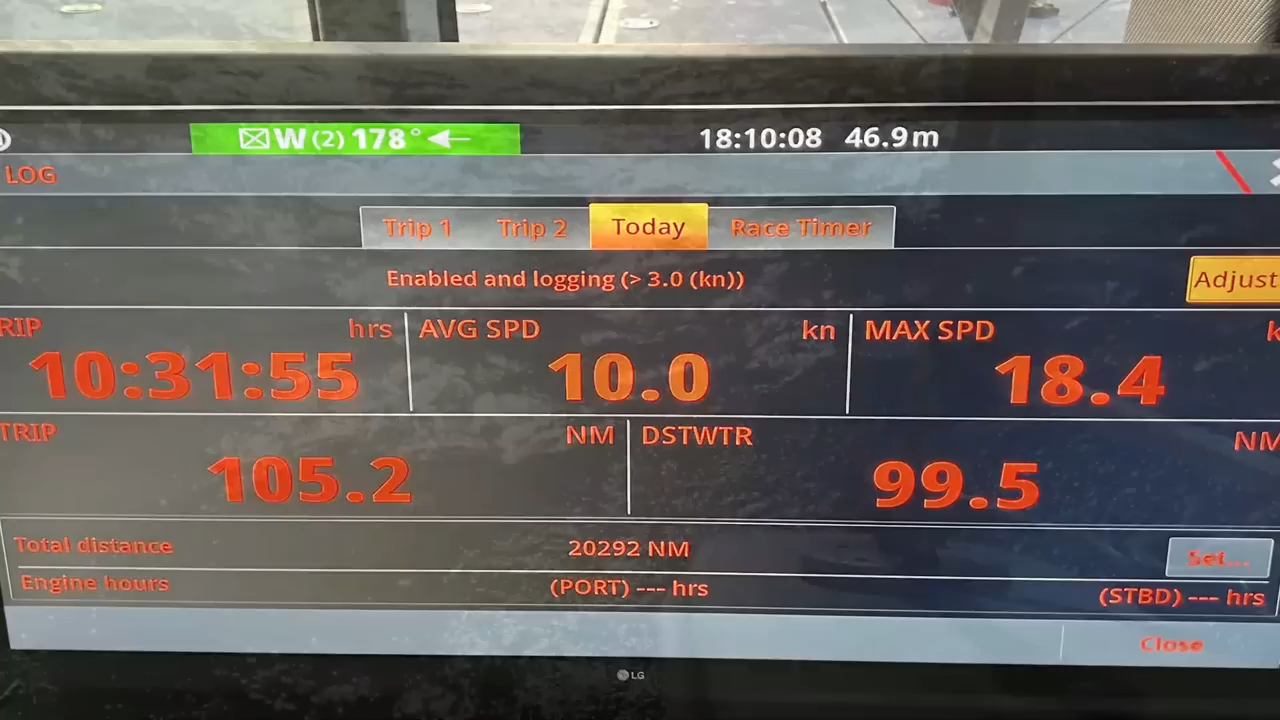 W (2) 178° 18:10:08 46.9m
LOG
Trip 1 Trip 2 Today Race Timer
Enabled and logging (> 3.0 (kn)) Adjust
RIP hrs AVG SPD kn MAX SPD k
10:31:55 10.0 18.4
TRIP NM DSTWTR NM
105.2 99.5
Total distance 20292 NM Set...
Engine hours (PORT) --- hrs (STBD) --- hrs
Close
LG